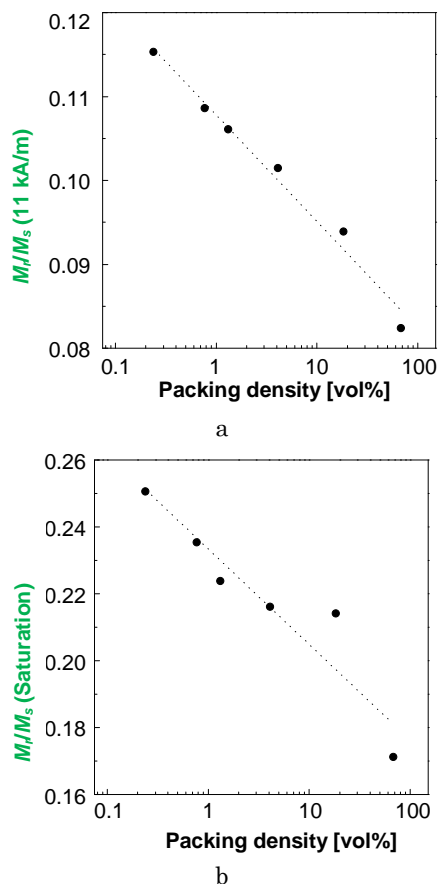 0.12
0.11
0.10
0.09
0.08
Mr/Ms (11 kA/m)
0.1 1 10 100
Packing density [vol%]
a
0.26
0.24
0.22
0.20
0.18
0.16
Mr/Ms (Saturation)
0.1 1 10 100
Packing density [vol%]
b